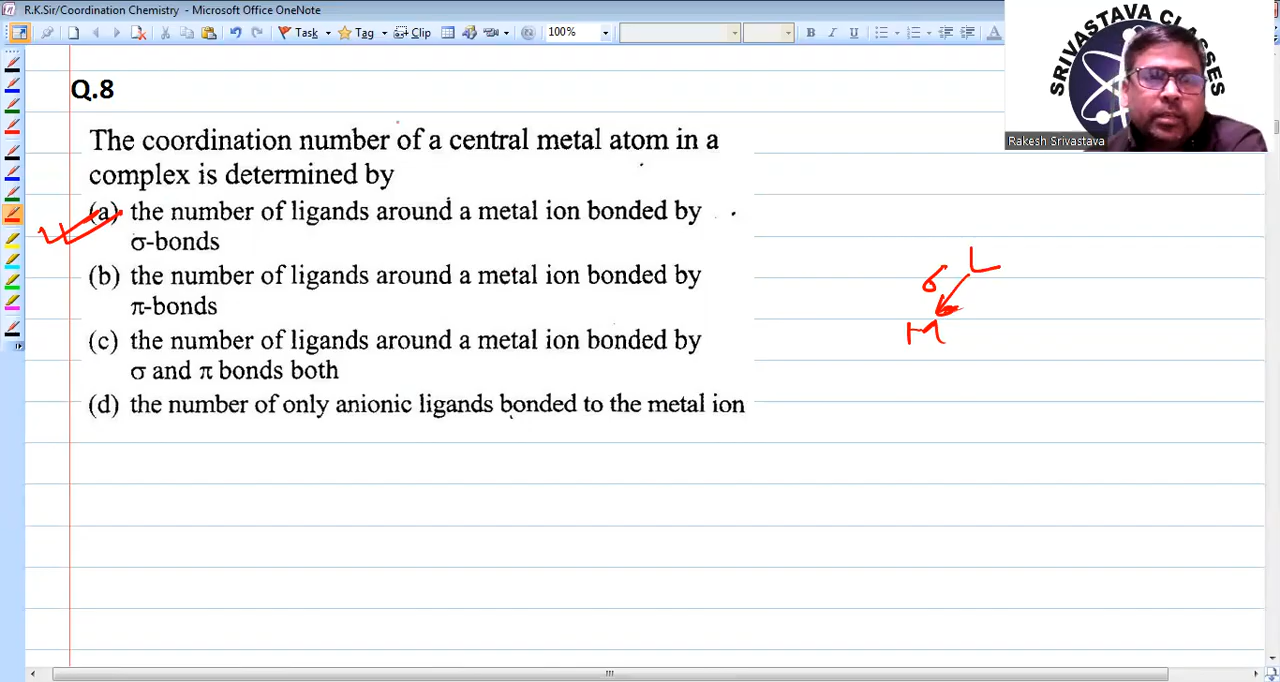 R.K.Sir/Coordination Chemistry - Microsoft Office OneNote
Task
Tag
Clip
100%
B I U
A
SRIVASTAVA CLASSES
Rakesh Srivastava
Q.8
The coordination number of a central metal atom in a
complex is determined by
(a) the number of ligands around a metal ion bonded by
σ-bonds
(b) the number of ligands around a metal ion bonded by
π-bonds
(c) the number of ligands around a metal ion bonded by
σ and π bonds both
(d) the number of only anionic ligands bonded to the metal ion
L
σ
M